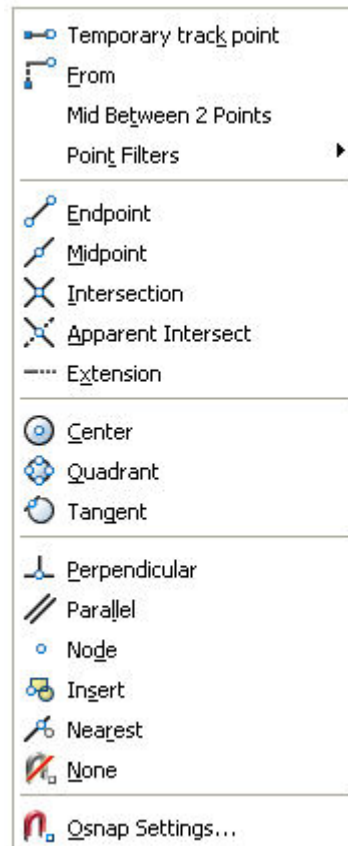 Temporary track point
From
Mid Between 2 Points
Point Filters
Endpoint
Midpoint
Intersection
Apparent Intersect
Extension
Center
Quadrant
Tangent
Perpendicular
Parallel
Node
Insert
Nearest
None
Osnap Settings...